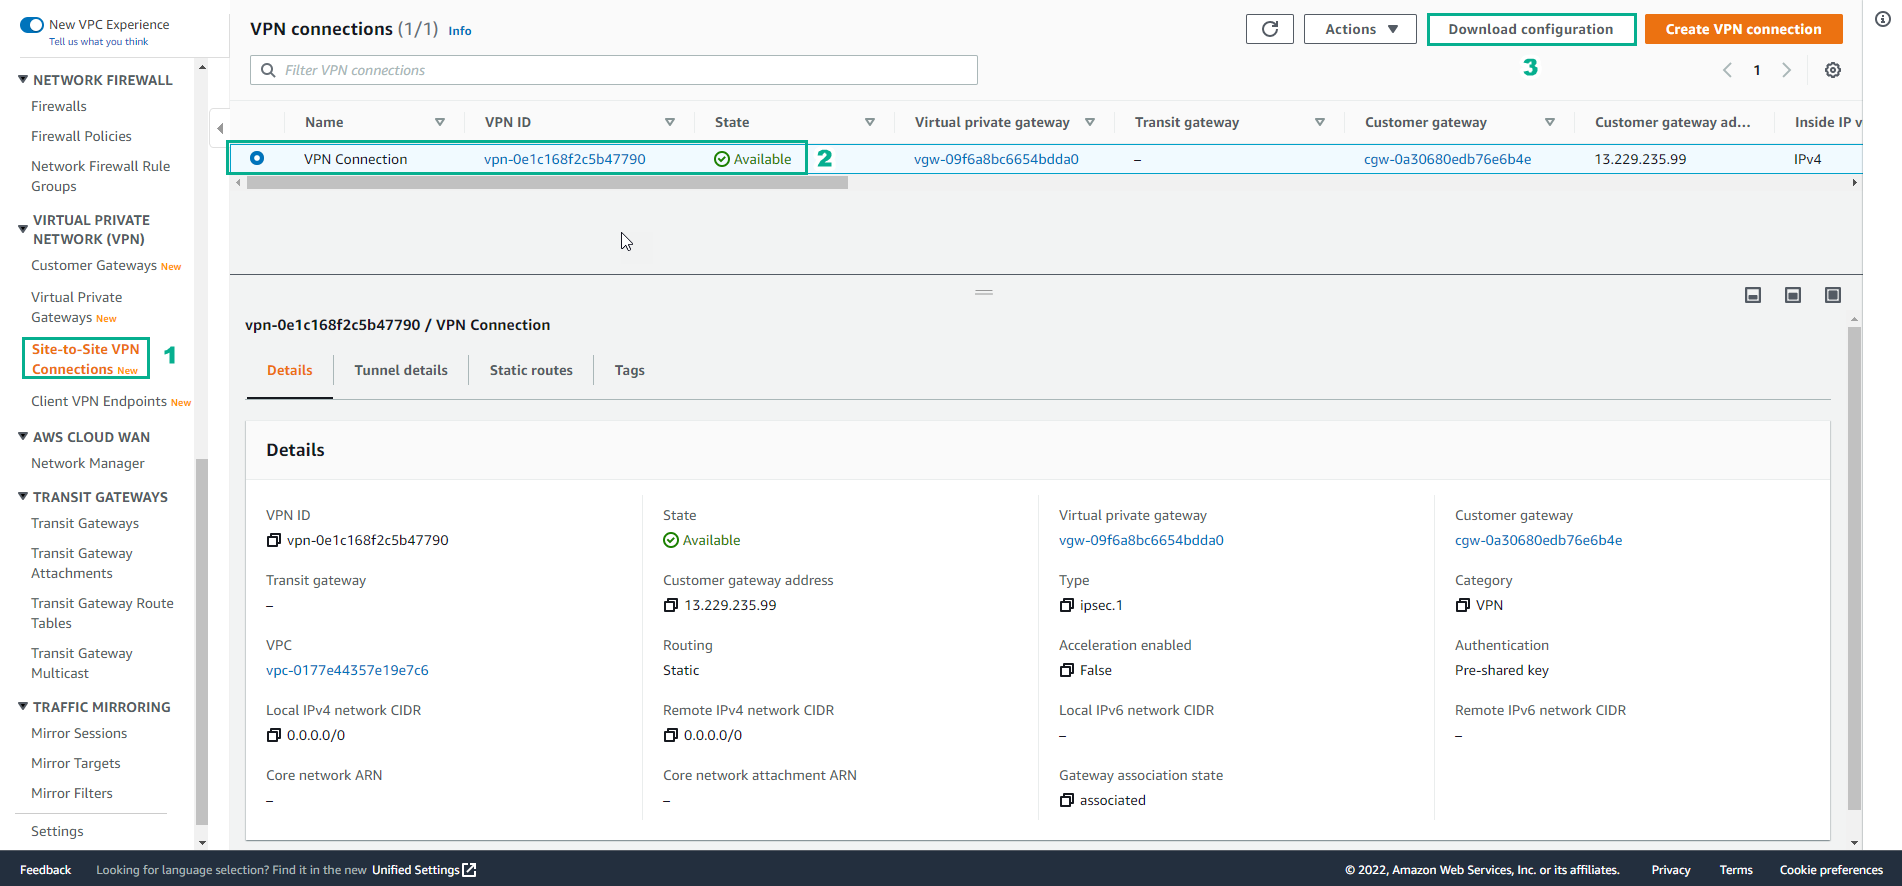 New VPC Experience
Tell us what you think
NETWORK FIREWALL
Firewalls
Firewall Policies
Network Firewall Rule
Groups
VIRTUAL PRIVATE
NETWORK (VPN)
Customer Gateways New
Virtual Private
Gateways New
Site-to-Site VPN
Connections New
1
Client VPN Endpoints New
AWS CLOUD WAN
Network Manager
TRANSIT GATEWAYS
Transit Gateways
Transit Gateway
Attachments
Transit Gateway Route
Tables
Transit Gateway
Multicast
TRAFFIC MIRRORING
Mirror Sessions
Mirror Targets
Mirror Filters
Settings
VPN connections (1/1) Info
Actions
Download configuration
Create VPN connection
Filter VPN connections
3
1
Name VPN ID State Virtual private gateway Transit gateway Customer gateway Customer gateway ad... Inside IP v
VPN Connection vpn-0e1c168f2c5b47790 Available 2 vgw-09f6a8bc6654bdda0 – cgw-0a30680edb76e6b4e 13.229.235.99 IPv4
vpn-0e1c168f2c5b47790 / VPN Connection
Details Tunnel details Static routes Tags
Details
VPN ID State Virtual private gateway Customer gateway
vpn-0e1c168f2c5b47790 Available vgw-09f6a8bc6654bdda0 cgw-0a30680edb76e6b4e
Transit gateway Customer gateway address Type Category
– 13.229.235.99 ipsec.1 VPN
VPC Routing Acceleration enabled Authentication
vpc-0177e44357e19e7c6 Static False Pre-shared key
Local IPv4 network CIDR Remote IPv4 network CIDR Local IPv6 network CIDR Remote IPv6 network CIDR
0.0.0.0/0 0.0.0.0/0 – –
Core network ARN Core network attachment ARN Gateway association state
– – associated
Feedback Looking for language selection? Find it in the new Unified Settings © 2022, Amazon Web Services, Inc. or its affiliates. Privacy Terms Cookie preferences